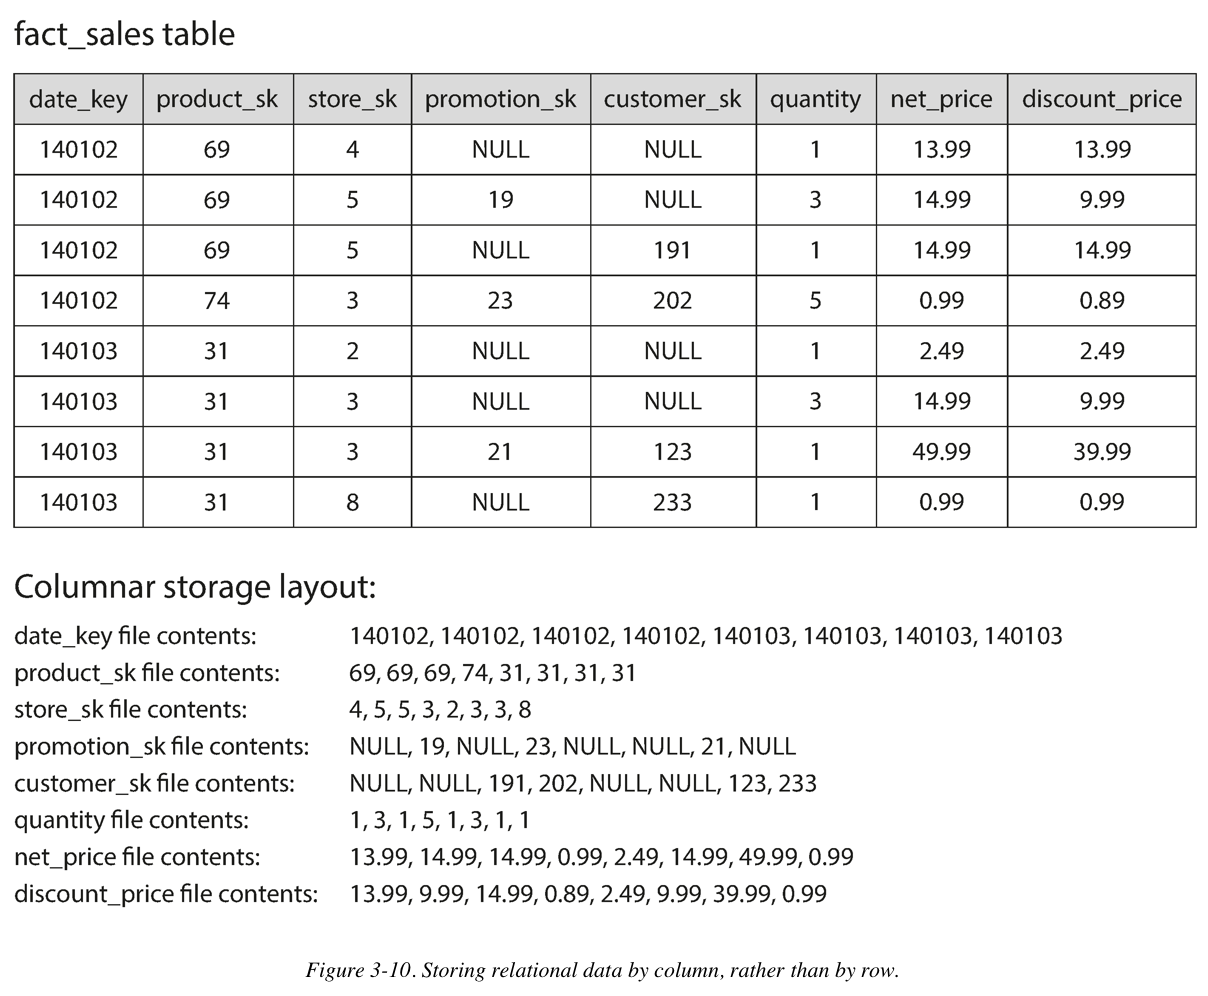 fact_sales table
date_key product_sk store_sk promotion_sk customer_sk quantity net_price discount_price
140102 69 4 NULL NULL 1 13.99 13.99
140102 69 5 19 NULL 3 14.99 9.99
140102 69 5 NULL 191 1 14.99 14.99
140102 74 3 23 202 5 0.99 0.89
140103 31 2 NULL NULL 1 2.49 2.49
140103 31 3 NULL NULL 3 14.99 9.99
140103 31 3 21 123 1 49.99 39.99
140103 31 8 NULL 233 1 0.99 0.99
Columnar storage layout:
date_key file contents: 140102, 140102, 140102, 140102, 140103, 140103, 140103, 140103
product_sk file contents: 69, 69, 69, 74, 31, 31, 31, 31
store_sk file contents: 4, 5, 5, 3, 2, 3, 3, 8
promotion_sk file contents: NULL, 19, NULL, 23, NULL, NULL, 21, NULL
customer_sk file contents: NULL, NULL, 191, 202, NULL, NULL, 123, 233
quantity file contents: 1, 3, 1, 5, 1, 3, 1, 1
net_price file contents: 13.99, 14.99, 14.99, 0.99, 2.49, 14.99, 49.99, 0.99
discount_price file contents: 13.99, 9.99, 14.99, 0.89, 2.49, 9.99, 39.99, 0.99
Figure 3-10. Storing relational data by column, rather than by row.